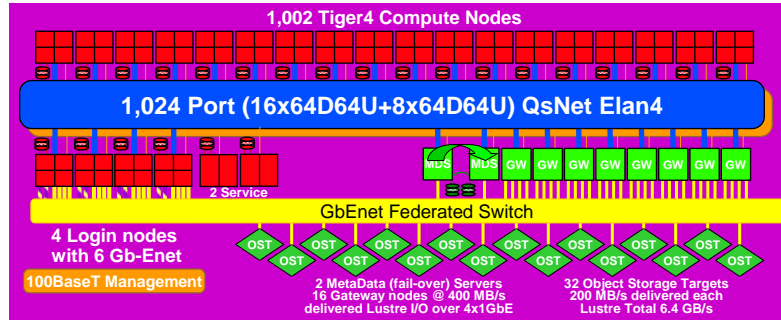 1,002 Tiger4 Compute Nodes
1,024 Port (16x64D64U+8x64D64U) QsNet Elan4
MDS MDS GW GW GW GW GW GW GW GW
2 Service
GbEnet Federated Switch
4 Login nodes
with 6 Gb-Enet
100BaseT Management
OST OST OST OST OST OST OST OST
OST OST OST OST OST OST OST OST
2 MetaData (fail-over) Servers
16 Gateway nodes @ 400 MB/s
delivered Lustre I/O over 4x1GbE
32 Object Storage Targets
200 MB/s delivered each
Lustre Total 6.4 GB/s